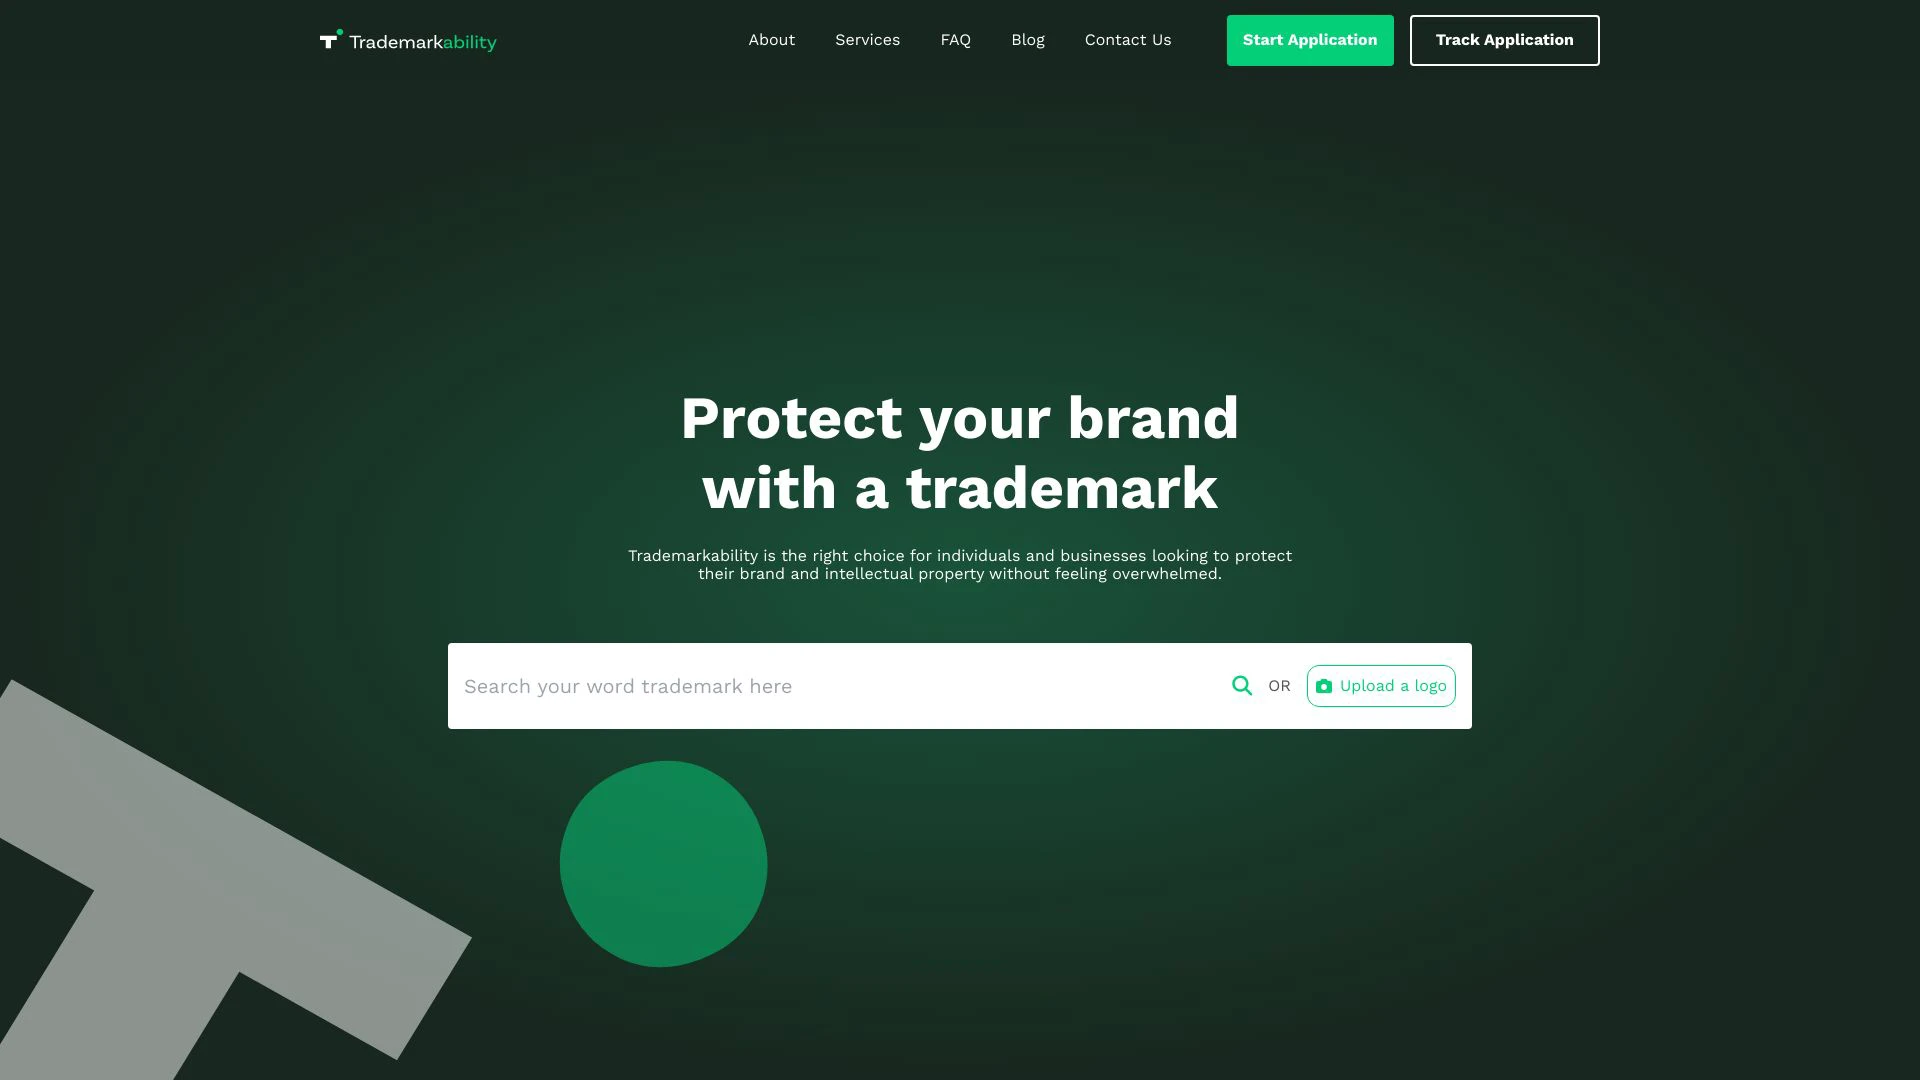 Trademarkability
About
Services
FAQ
Blog
Contact Us
Start Application
Track Application
Protect your brand
with a trademark
Trademarkability is the right choice for individuals and businesses looking to protect
their brand and intellectual property without feeling overwhelmed.
Search your word trademark here
OR
Upload a logo